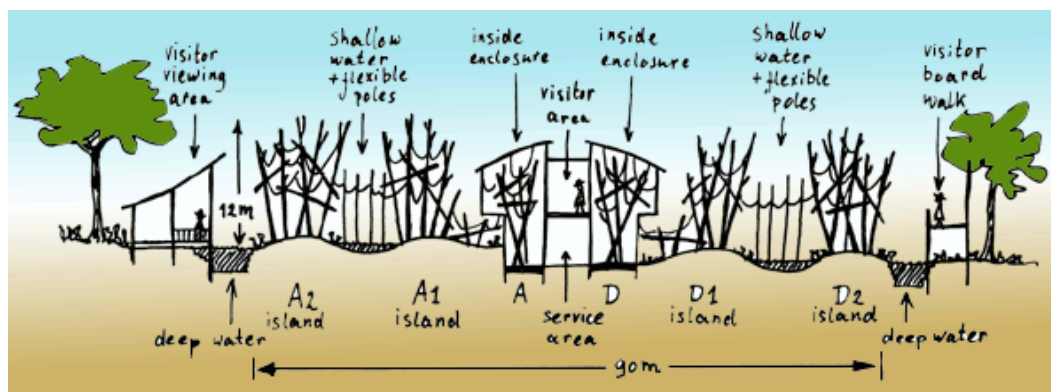 visitor
viewing
area
shallow
water
+flexible
poles
inside
enclosure
visitor
area
inside
enclosure
shallow
water
+flexible
poles
visitor
board
walk
12m
A2
island
A1
island
A
service
area
D
D1
island
D2
island
deep water
deep water
90m